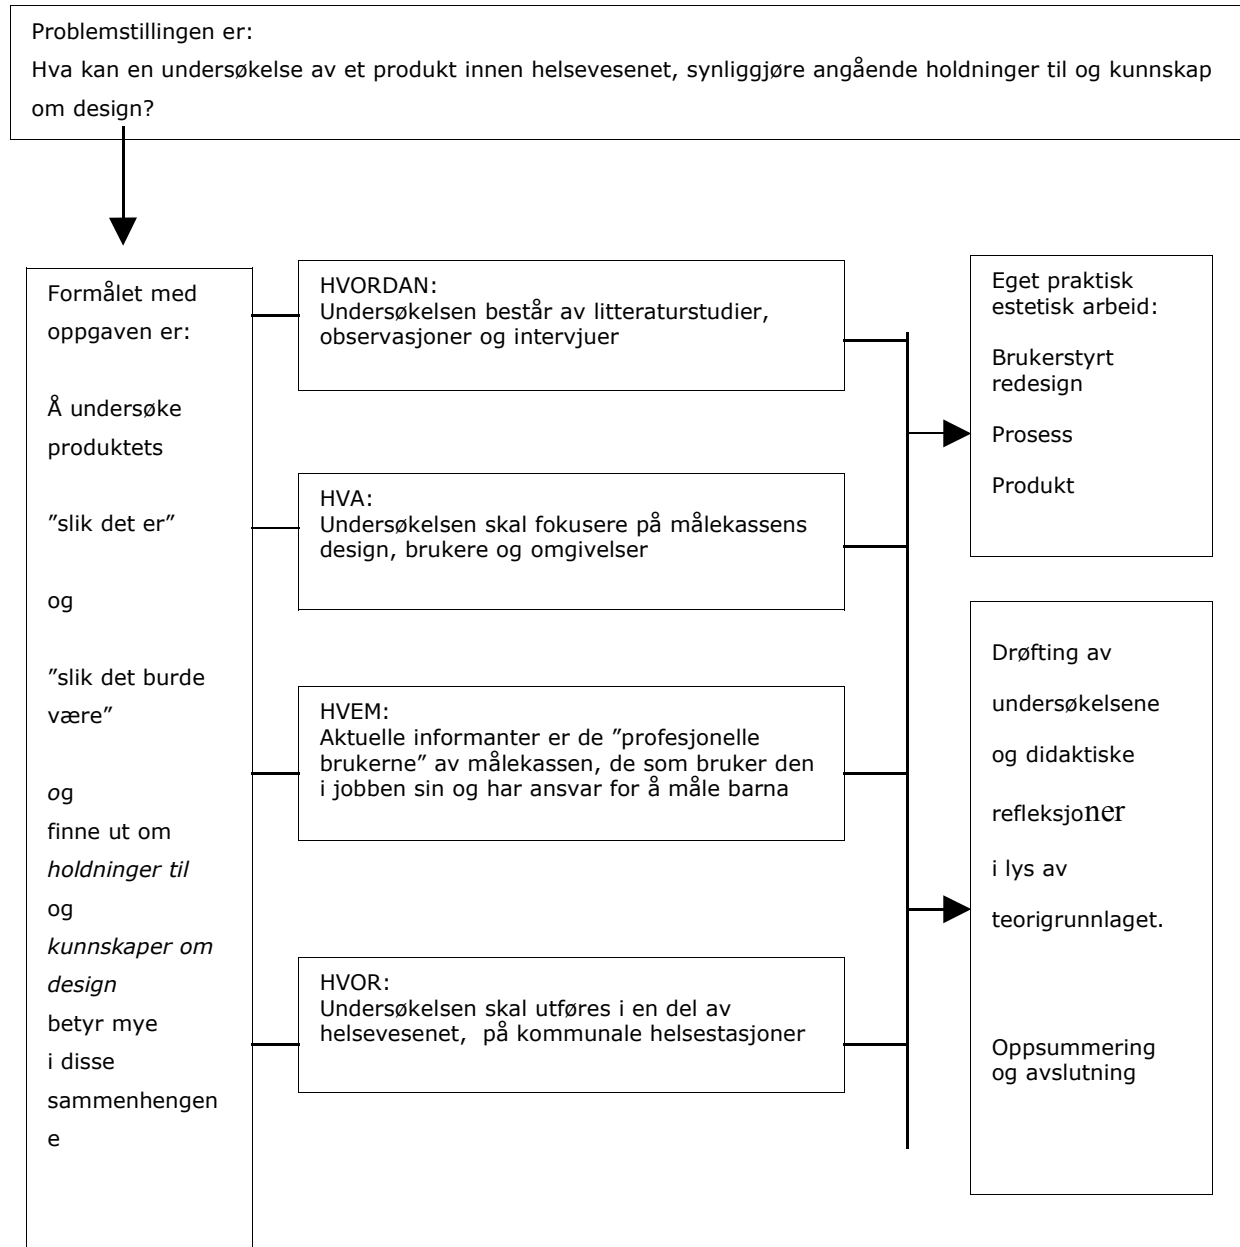 Problemstillingen er:
Hva kan en undersøkelse av et produkt innen helsevesenet, synliggjøre angående holdninger til og kunnskap
om design?
Formålet med
oppgaven er:
Å undersøke
produktets
”slik det er”
og
”slik det burde
være”
og
finne ut om
holdninger til
og
kunnskaper om
design
betyr mye
i disse
sammenhengen
e
HVORDAN:
Undersøkelsen består av litteraturstudier,
observasjoner og intervjuer
HVA:
Undersøkelsen skal fokusere på målekassens
design, brukere og omgivelser
HVEM:
Aktuelle informanter er de ”profesjonelle
brukerne” av målekassen, de som bruker den
i jobben sin og har ansvar for å måle barna
HVOR:
Undersøkelsen skal utføres i en del av
helsevesenet,  på kommunale helsestasjoner
Eget praktisk
estetisk arbeid:
Brukerstyrt
redesign
Prosess
Produkt
Drøfting av
undersøkelsene
og didaktiske
refleksjoner
i lys av
teorigrunnlaget.
Oppsummering
og avslutning